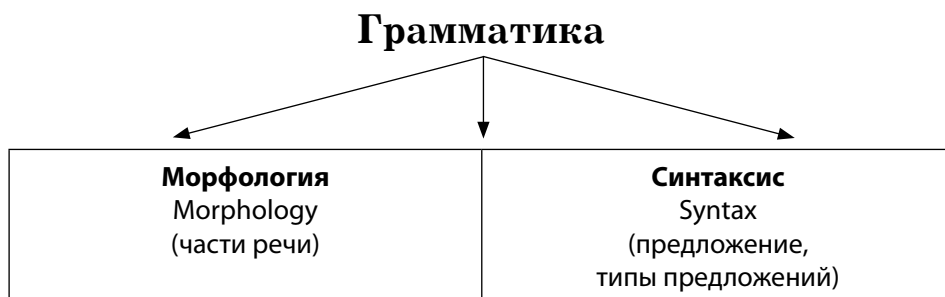 Грамматика
Морфология
Morphology
(части речи)
Синтаксис
Syntax
(предложение,
типы предложений)